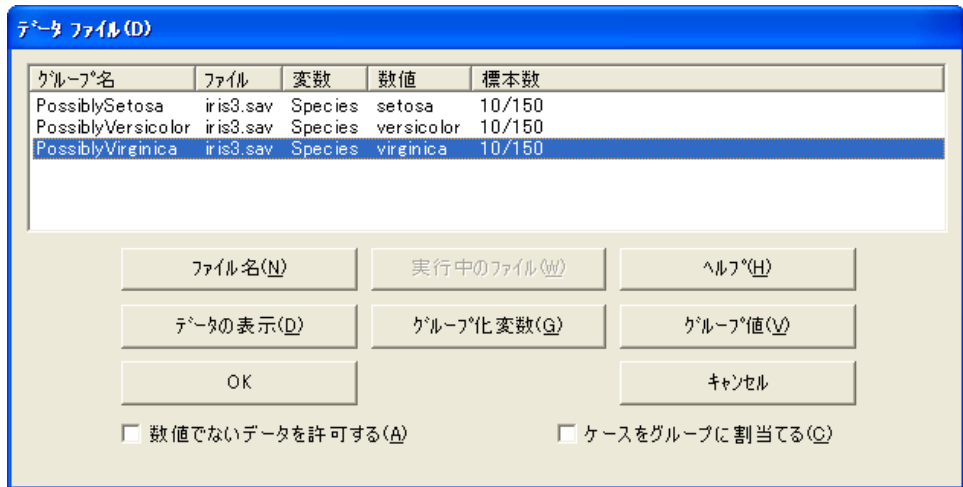 データ ファイル(D)
グループ名 ファイル 変数 数値 標本数
PossiblySetosa iris3.sav Species setosa 10/150
PossiblyVersicolor iris3.sav Species versicolor 10/150
PossiblyVirginica iris3.sav Species virginica 10/150
ファイル名(N) 実行中のファイル(W) ヘルプ(H)
データの表示(D) グループ化変数(G) グループ値(V)
OK キャンセル
数値でないデータを許可する(A) ケースをグループに割当てる(C)